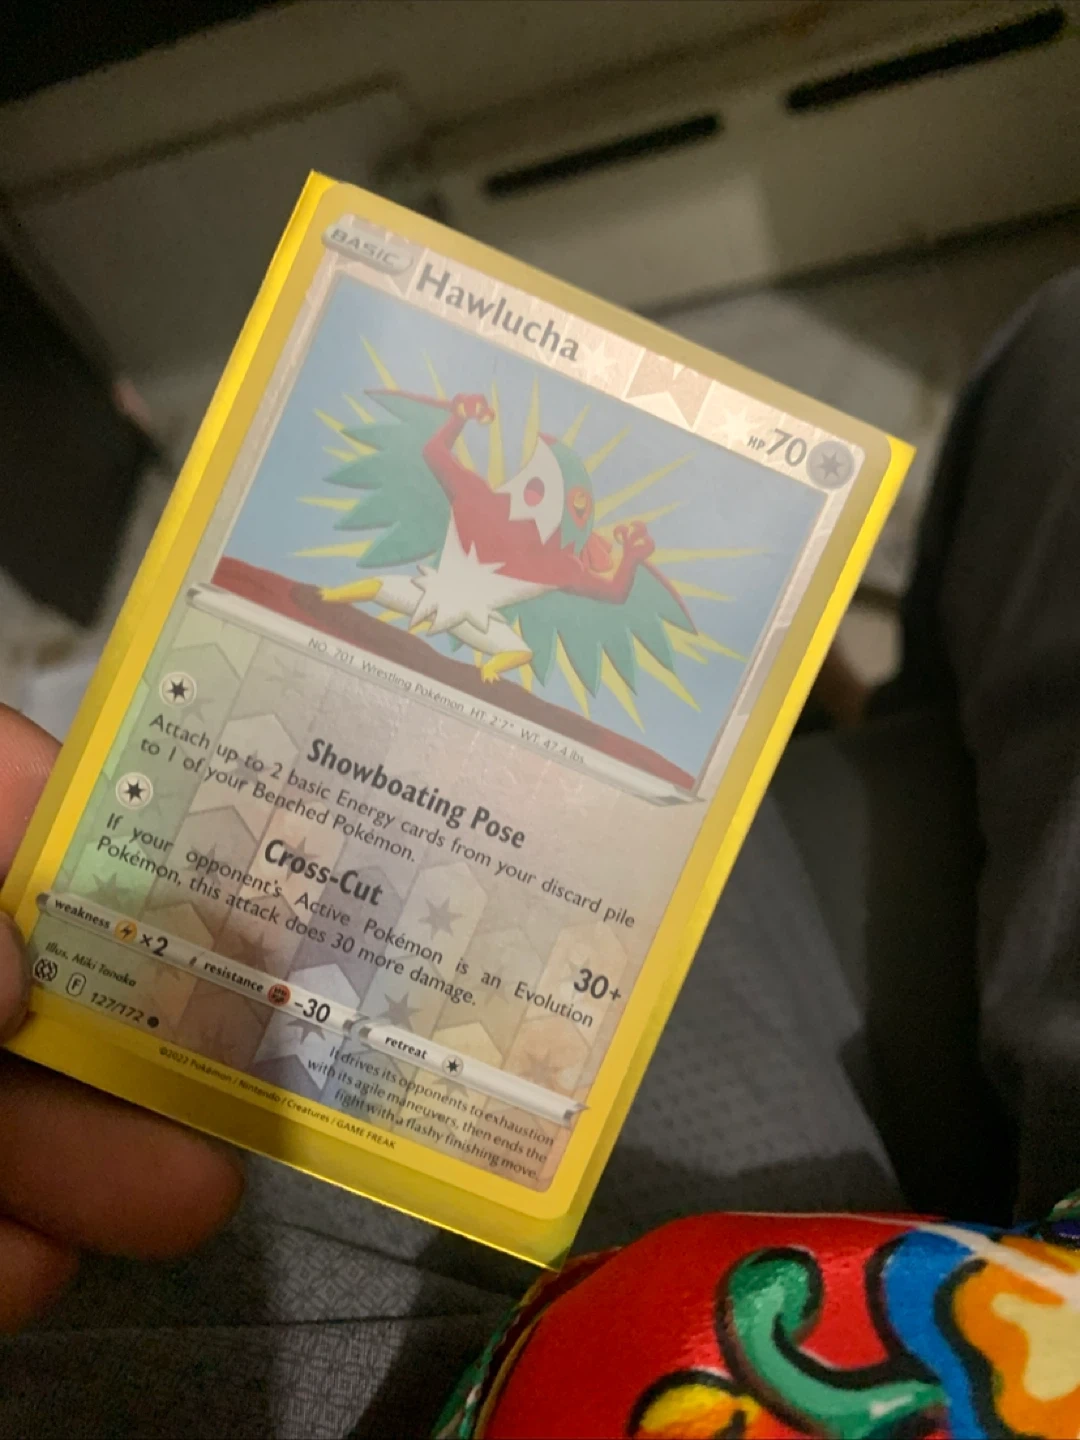 BASIC
Hawlucha
HP 70
NO. 701 Wrestling Pokémon HT: 2'7" WT: 47.4 lbs.
Showboating Pose
Attach up to 2 basic Energy cards from your discard pile
to 1 of your Benched Pokémon.
Cross-Cut 30+
If your opponent's Active Pokémon is an Evolution
Pokémon, this attack does 30 more damage.
weakness ×2 resistance -30
retreat
Illus. Miki Tanaka
F 127/172
It drives its opponents to exhaustion
with its agile maneuvers, then ends the
fight with a flashy finishing move.
©2022 Pokémon / Nintendo / Creatures / GAME FREAK